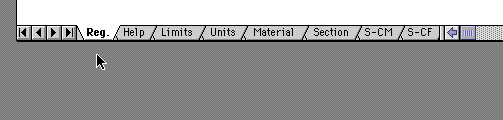 Reg. Help Limits Units Material Section S-CM S-CF